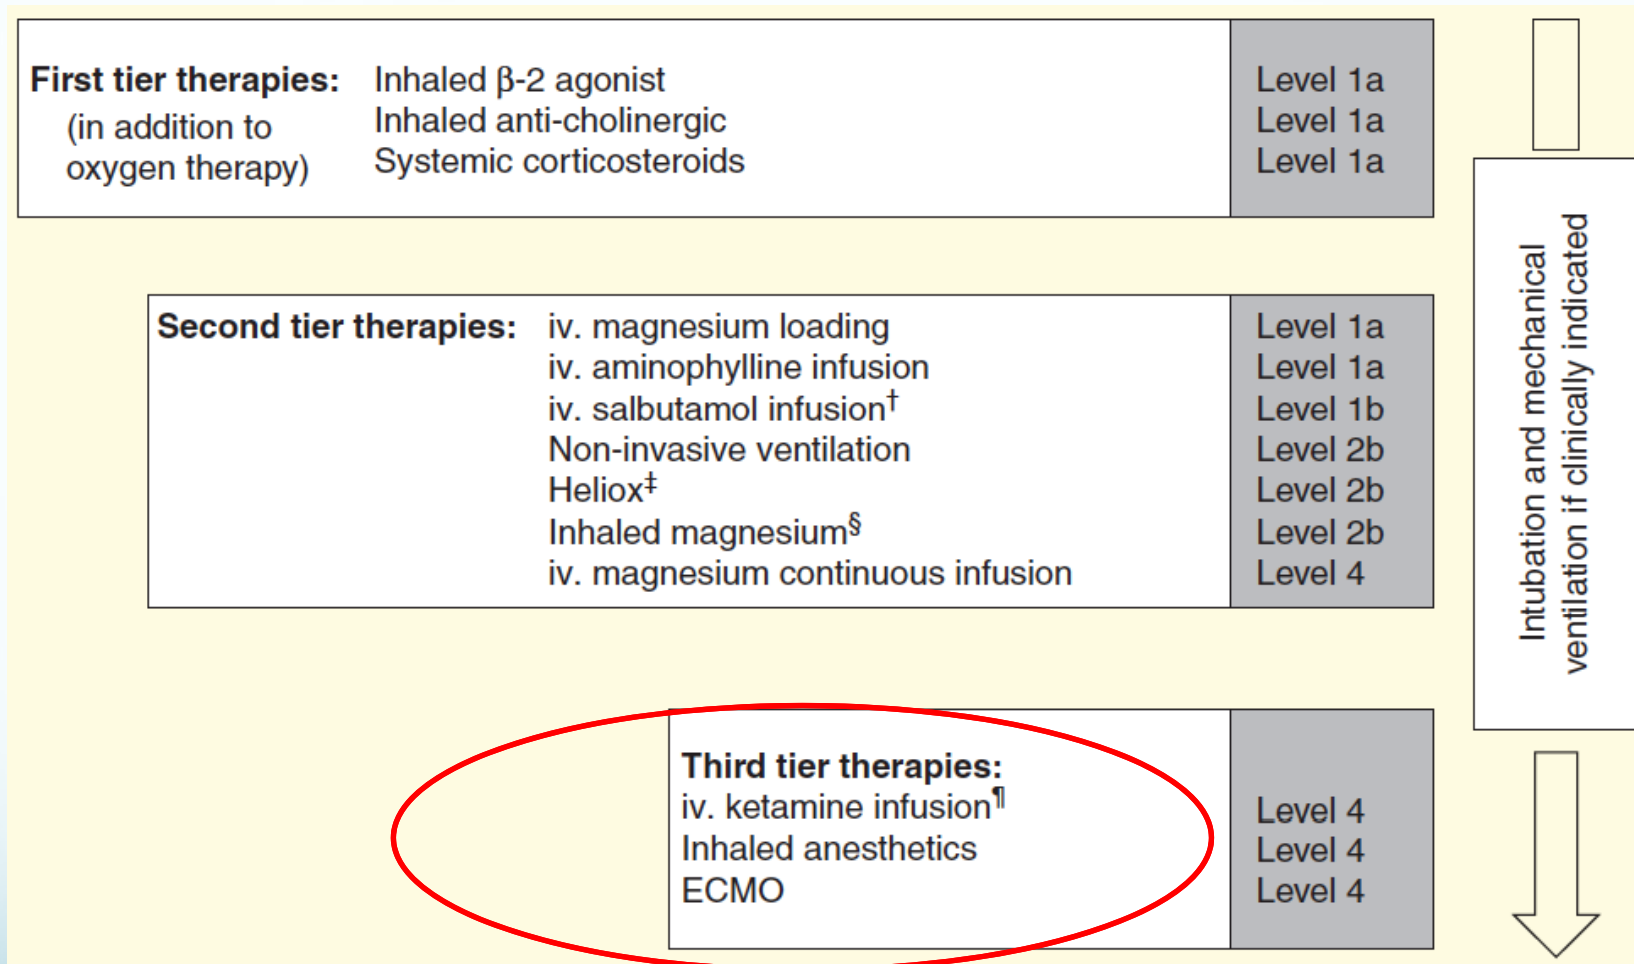 First tier therapies: Inhaled β-2 agonist Level 1a
(in addition to Inhaled anti-cholinergic Level 1a
oxygen therapy) Systemic corticosteroids Level 1a
Second tier therapies: iv. magnesium loading Level 1a
iv. aminophylline infusion Level 1a
iv. salbutamol infusion† Level 1b
Non-invasive ventilation Level 2b
Heliox‡ Level 2b
Inhaled magnesium§ Level 2b
iv. magnesium continuous infusion Level 4
Third tier therapies:
iv. ketamine infusion¶ Level 4
Inhaled anesthetics Level 4
ECMO Level 4
Intubation and mechanical
ventilation if clinically indicated